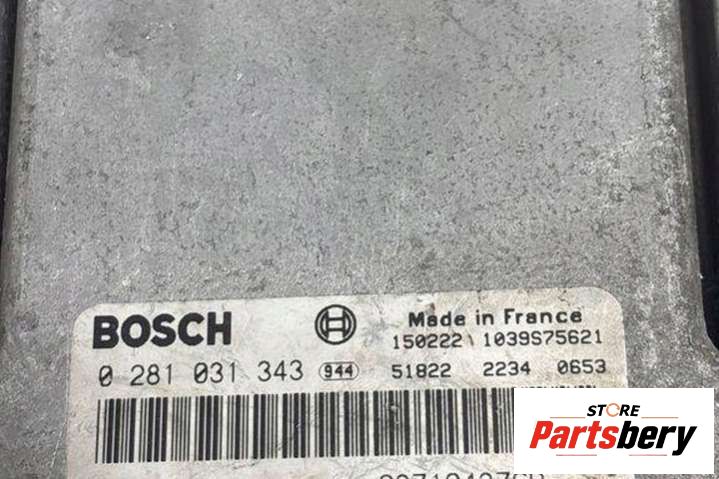 BOSCH
Made in France
150222 1039S75621
0 281 031 343 944
51822 2234 0653
STORE
Partsbery